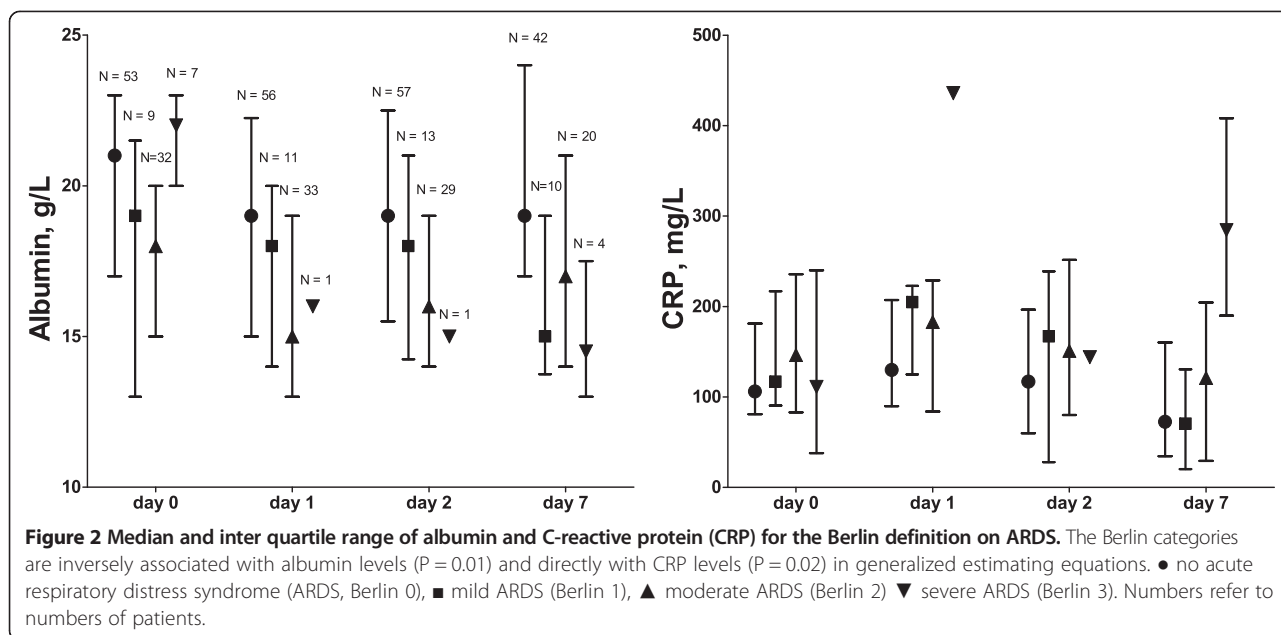 25
20
15
10
Albumin, g/L
N = 53
N = 9
N=32
N = 7
N = 56
N = 11
N = 33
N = 1
N = 57
N = 13
N = 29
N = 1
N = 42
N=10
N = 20
N = 4
day 0 day 1 day 2 day 7
500
400
300
200
100
0
CRP, mg/L
day 0 day 1 day 2 day 7
Figure 2 Median and inter quartile range of albumin and C-reactive protein (CRP) for the Berlin definition on ARDS. The Berlin categories
are inversely associated with albumin levels (P = 0.01) and directly with CRP levels (P = 0.02) in generalized estimating equations. ● no acute
respiratory distress syndrome (ARDS, Berlin 0), ■ mild ARDS (Berlin 1), ▲ moderate ARDS (Berlin 2) ▼ severe ARDS (Berlin 3). Numbers refer to
numbers of patients.